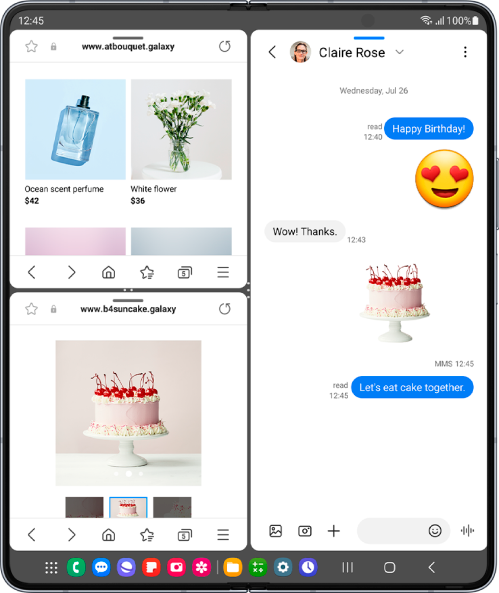 12:45
100%
www.atbouquet.galaxy
Ocean scent perfume
$42
White flower
$36
5
www.b4suncake.galaxy
5
Claire Rose
Wednesday, Jul 26
read
12:40
Happy Birthday!
Wow! Thanks.
12:43
MMS 12:45
read
12:45
Let's eat cake together.